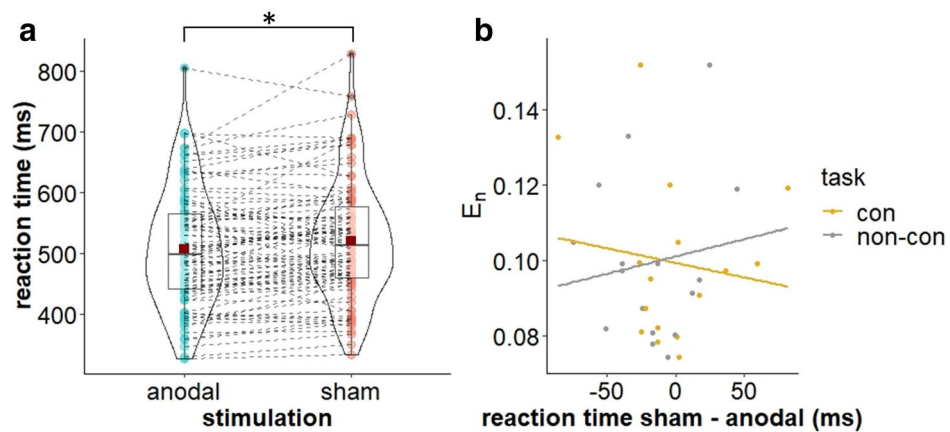 a
*
reaction time (ms)
800
700
600
500
400
anodal
sham
stimulation
b
E_n
0.14
0.12
0.10
0.08
-50
0
50
reaction time sham - anodal (ms)
task
con
non-con